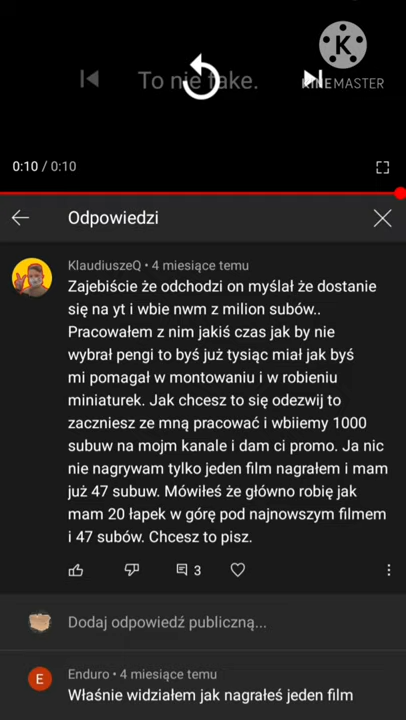 To nie fake.
K
KINEMASTER
0:10 / 0:10
Odpowiedzi
KlaudiuszeQ • 4 miesiące temu
Zajebiście że odchodzi on myślał że dostanie
się na yt i wbie nwm z milion subów..
Pracowałem z nim jakiś czas jak by nie
wybrał pengi to byś już tysiąc miał jak byś
mi pomagał w montowaniu i w robieniu
miniaturek. Jak chcesz to się odezwij to
zaczniesz ze mną pracować i wbiiemy 1000
subuw na mojm kanale i dam ci promo. Ja nic
nie nagrywam tylko jeden film nagrałem i mam
już 47 subuw. Mówiłeś że główno robię jak
mam 20 łapek w górę pod najnowszym filmem
i 47 subów. Chcesz to pisz.
3
Dodaj odpowiedź publiczną...
E
Enduro • 4 miesiące temu
Właśnie widziałem jak nagrałeś jeden film